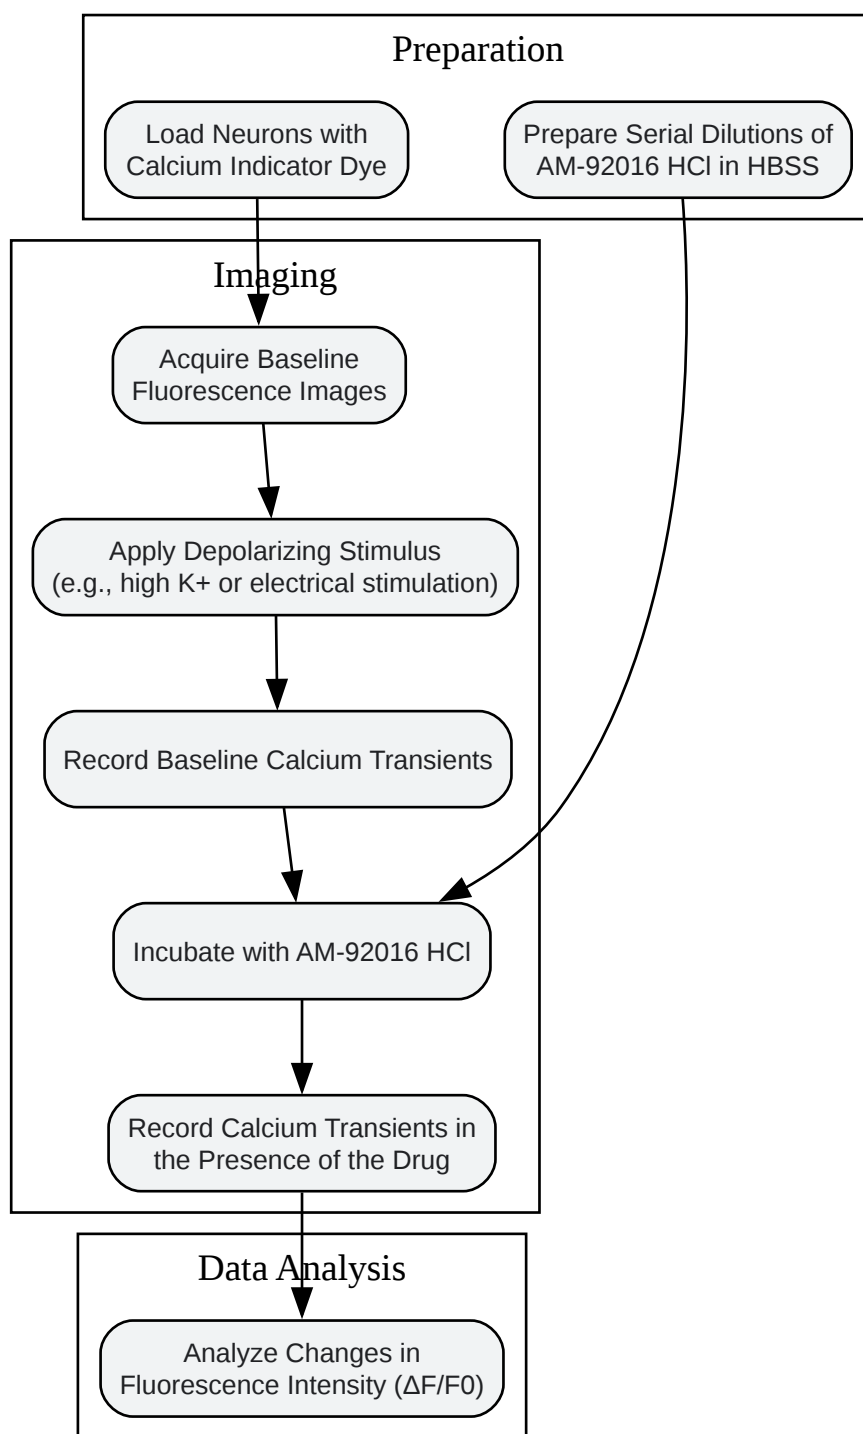 Preparation
Load Neurons with
Calcium Indicator Dye
Prepare Serial Dilutions of
AM-92016 HCl in HBSS
Imaging
Acquire Baseline
Fluorescence Images
Apply Depolarizing Stimulus
(e.g., high K+ or electrical stimulation)
Record Baseline Calcium Transients
Incubate with AM-92016 HCl
Record Calcium Transients in
the Presence of the Drug
Data Analysis
Analyze Changes in
Fluorescence Intensity (ΔF/F0)